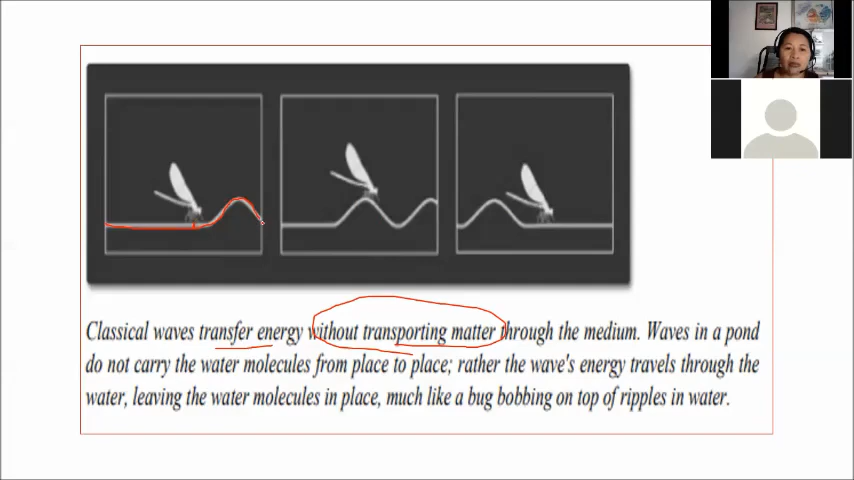 Classical waves transfer energy without transporting matter through the medium. Waves in a pond
do not carry the water molecules from place to place; rather the wave's energy travels through the
water, leaving the water molecules in place, much like a bug bobbing on top of ripples in water.